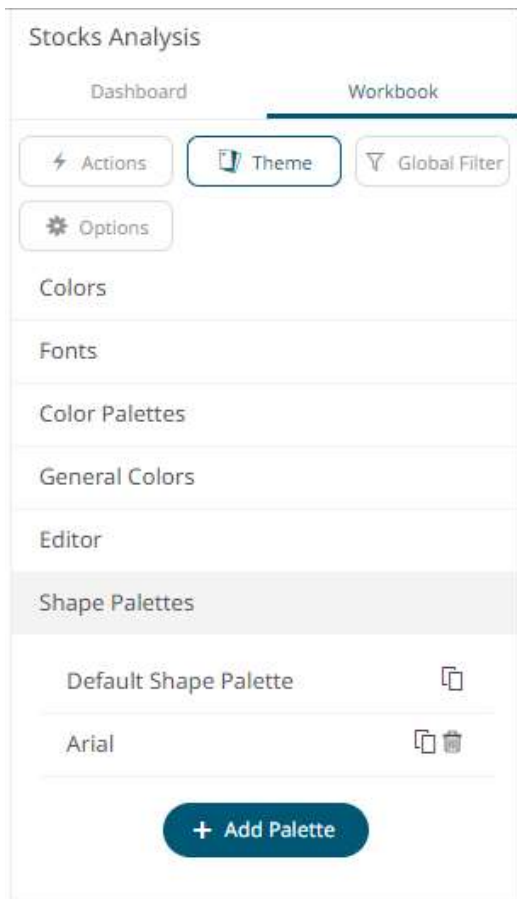 Stocks Analysis
Dashboard Workbook
Actions Theme Global Filter
Options
Colors
Fonts
Color Palettes
General Colors
Editor
Shape Palettes
Default Shape Palette
Arial
+ Add Palette